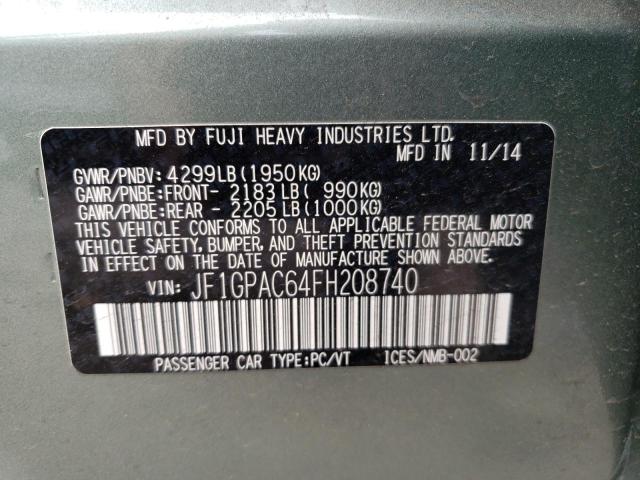 MFD BY FUJI HEAVY INDUSTRIES LTD.
MFD IN 11/14
GVWR/PNBV: 4299LB(1950KG)
GAWR/PNBE:FRONT- 2183LB( 990KG)
GAWR/PNBE:REAR - 2205LB(1000KG)
THIS VEHICLE CONFORMS TO ALL APPLICABLE FEDERAL MOTOR
VEHICLE SAFETY, BUMPER, AND THEFT PREVENTION STANDARDS
IN EFFECT ON THE DATE OF MANUFACTURE SHOWN ABOVE.
VIN: JF1GPAC64FH208740
PASSENGER CAR TYPE:PC/VT ICES/NMB-002